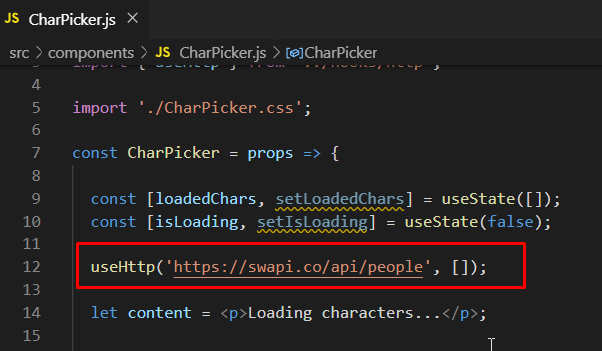 JS CharPicker.js ×
src > components > JS CharPicker.js > CharPicker
4
5 import './CharPicker.css';
6
7 const CharPicker = props => {
8
9 const [loadedChars, setLoadedChars] = useState([]);
10 const [isLoading, setIsLoading] = useState(false);
11
12 useHttp('https://swapi.co/api/people', []);
13
14 let content = <p>Loading characters...</p>;
15